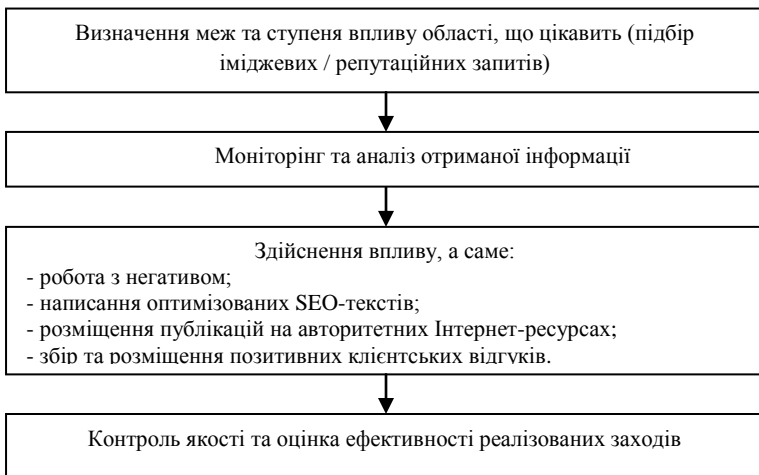 Визначення меж та ступеня впливу області, що цікавить (підбір
іміджевих / репутаційних запитів)
Моніторинг та аналіз отриманої інформації
Здійснення впливу, а саме:
- робота з негативом;
- написання оптимізованих SEO-текстів;
- розміщення публікацій на авторитетних Інтернет-ресурсах;
- збір та розміщення позитивних клієнтських відгуків.
Контроль якості та оцінка ефективності реалізованих заходів